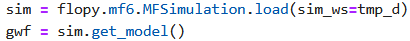 sim = flopy.mf6.MFSimulation.load(sim_ws=tmp_d)
gwf = sim.get_model()